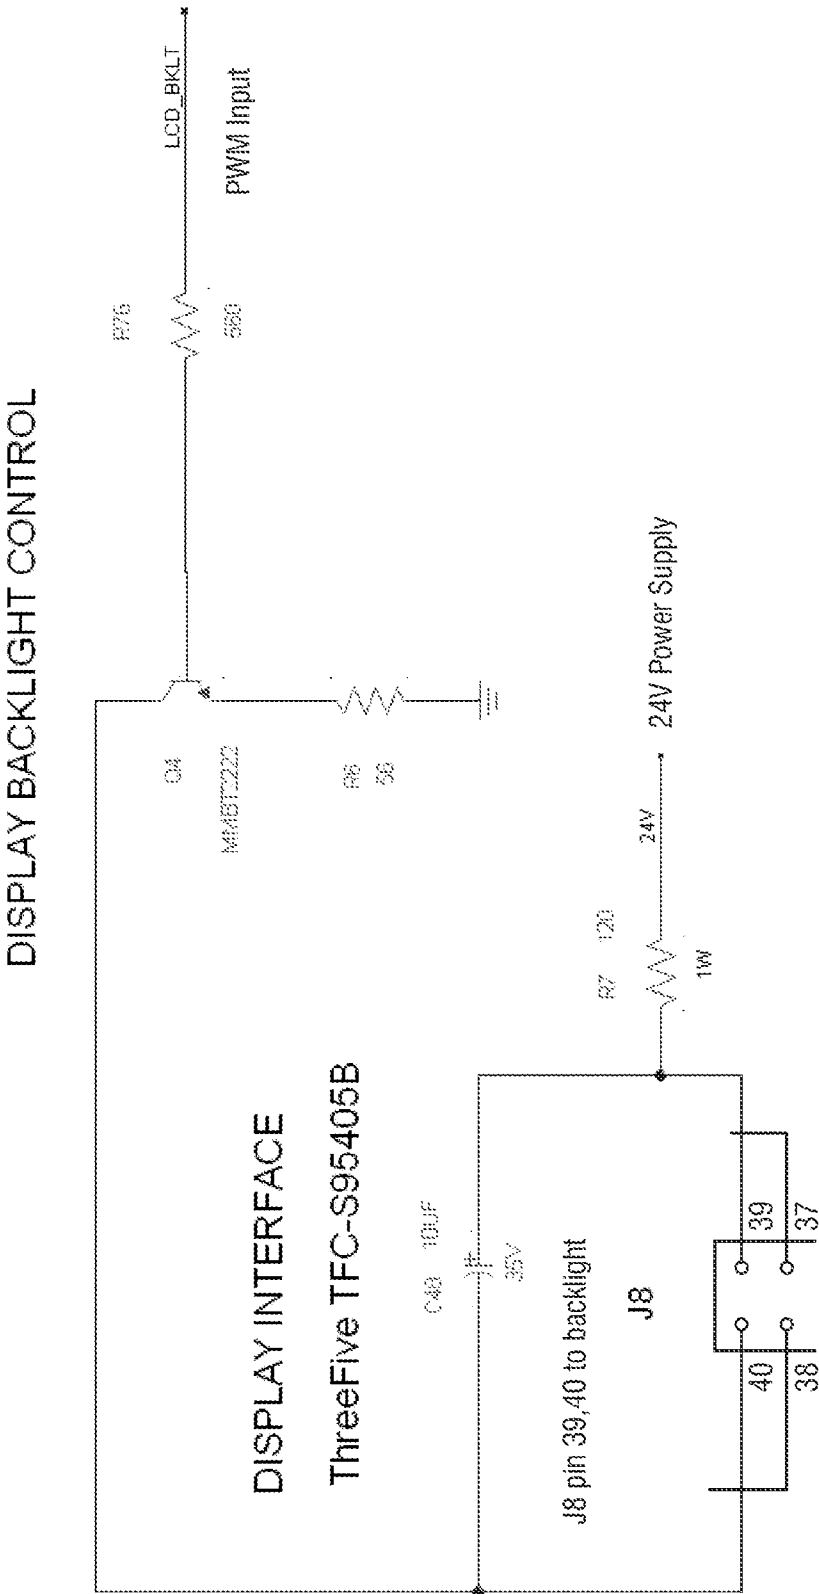 DISPLAY BACKLIGHT CONTROL
LCD_BKLT
PWM Input
R76
560
Q4
MMBT2222
R6
56
24V Power Supply
24V
R7 120
1W
DISPLAY INTERFACE
ThreeFive TFC-S95405B
C48 10UF
35V
J8 pin 39,40 to backlight
J8
39
37
40
38